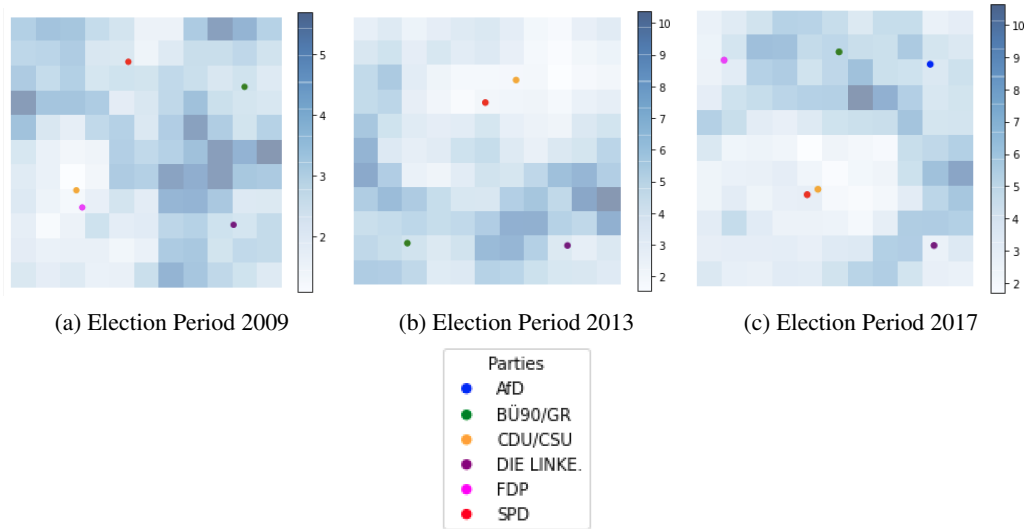 5
4
3
2
10
9
8
7
6
5
4
3
2
10
9
8
7
6
5
4
3
2
(a) Election Period 2009
(b) Election Period 2013
(c) Election Period 2017
Parties
AfD
BÜ90/GR
CDU/CSU
DIE LINKE.
FDP
SPD